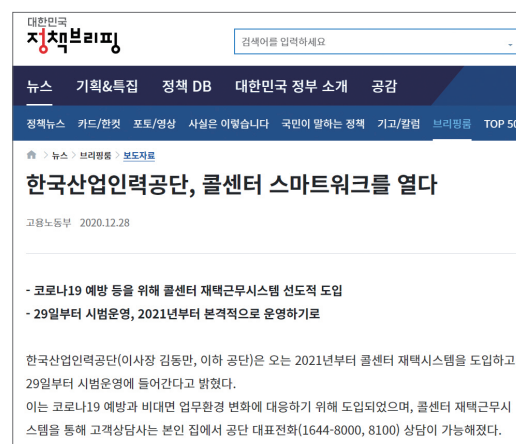 대한민국
정책브리핑
검색어를 입력하세요
뉴스 기획&특집 정책 DB 대한민국 정부 소개 공감
정책뉴스 카드/한컷 포토/영상 사실은 이렇습니다 국민이 말하는 정책 기고/칼럼 브리핑룸 TOP 50
> 뉴스 > 브리핑룸 > 보도자료
한국산업인력공단, 콜센터 스마트워크를 열다
고용노동부 2020.12.28
- 코로나19 예방 등을 위해 콜센터 재택근무시스템 선도적 도입
- 29일부터 시범운영, 2021년부터 본격적으로 운영하기로
한국산업인력공단(이사장 김동만, 이하 공단)은 오는 2021년부터 콜센터 재택시스템을 도입하고
29일부터 시범운영에 들어간다고 밝혔다.
이는 코로나19 예방과 비대면 업무환경 변화에 대응하기 위해 도입되었으며, 콜센터 재택근무시
스템을 통해 고객상담사는 본인 집에서 공단 대표전화(1644-8000, 8100) 상담이 가능해졌다.